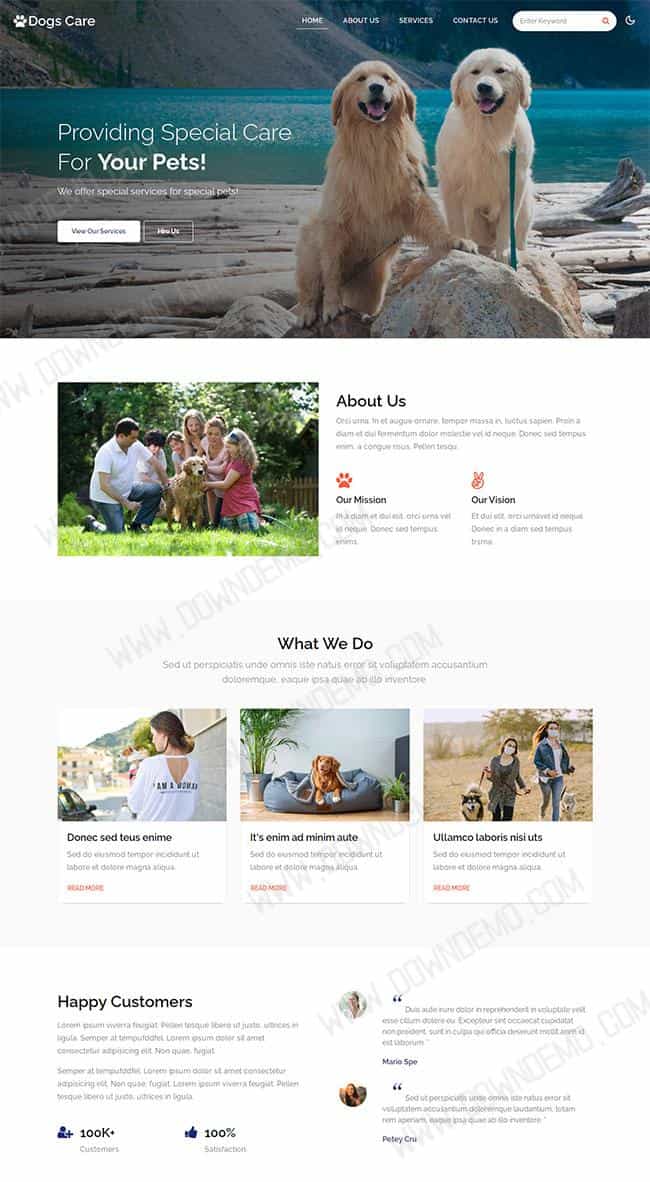 Dogs Care
HOME ABOUT US SERVICES CONTACT US Enter Keyword
Providing Special Care
For Your Pets!
We offer special services for special pets!
View Our Services Hire Us
About Us
Orci urna. In et augue ornare, tempor massa in, luctus sapien. Proin a
diam et dui fermentum dolor molestie vel id neque. Donec sed tempus
enim, a congue risus. Pellen tesqu.
Our Mission
In a diam et dui elit, orci urna vel
id neque. Donec sed tempus
enims.
Our Vision
Et dui elit, orci urnavel id neque.
Donec in a diam sed tempus
trsma.
What We Do
Sed ut perspiciatis unde omnis iste natus error sit voluptatem accusantium
doloremque, eaque ipsa quae ab illo inventore
I AM A WOMAN
Donec sed teus enime
Sed do eiusmod tempor incididunt ut
labore et dolore magna aliqua.
READ MORE
It's enim ad minim aute
Sed do eiusmod tempor incididunt ut
labore et dolore magna aliqua.
READ MORE
Ullamco laboris nisi uts
Sed do eiusmod tempor incididunt ut
labore et dolore magna aliqua.
READ MORE
Happy Customers
Lorem ipsum viverra feugiat. Pellen tesque libero ut justo, ultrices in
ligula. Semper at tempufddfel. Lorem ipsum dolor sit amet
consectetur adipisicing elit. Non quae, fugiat.
Semper at tempufddfel. Lorem ipsum dolor sit amet consectetur
adipisicing elit. Non quae, fugiat. Lorem ipsum viverra feugiat. Pellen
tesque libero ut justo, ultrices in ligula.
100K+
Customers
100%
Satisfaction
“ Duis aute irure dolor in reprehenderit in voluptate velit
esse cillum dolore eu. Excepteur sint occaecat cupidatat
non proident, sunt in culpa qui officia deserunt mollit anim id
est laborum. ”
Mario Spe
“ Sed ut perspiciatis unde omnis iste natus error sit
voluptatem accusantium doloremque laudantium, totam
rem aperiam, eaque ipsa quae ab illo inventore. ”
Petey Cru
WWW.DOWNDEMO.COM
WWW.DOWNDEMO.COM
WWW.DOWNDEMO.COM
WWW.DOWNDEMO.COM